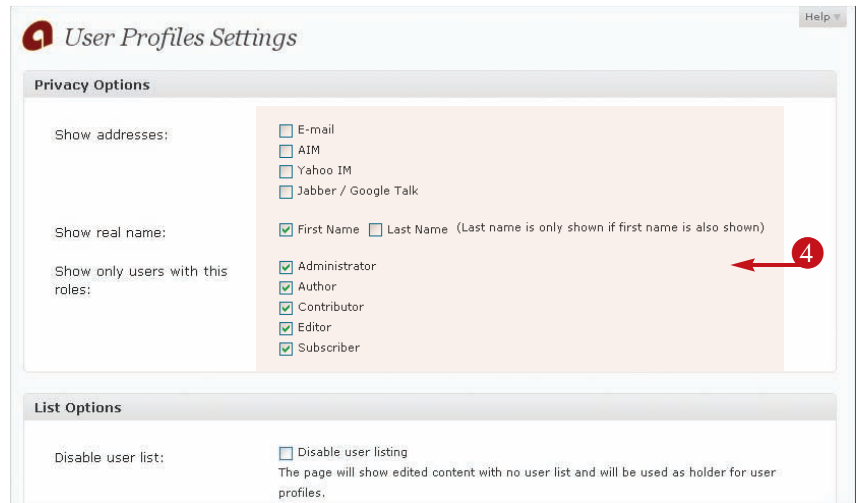 Help
User Profiles Settings
Privacy Options
Show addresses:
E-mail
AIM
Yahoo IM
Jabber / Google Talk
Show real name:
First Name Last Name (Last name is only shown if first name is also shown)
Show only users with this
roles:
Administrator
Author
Contributor
Editor
Subscriber
4
List Options
Disable user list:
Disable user listing
The page will show edited content with no user list and will be used as holder for user
profiles.